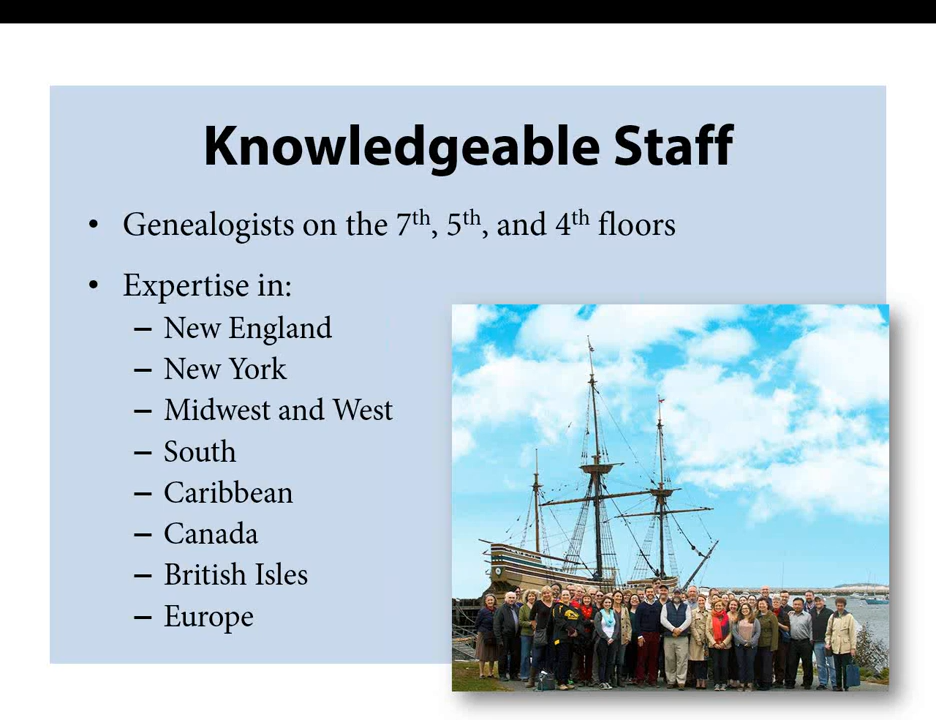 Knowledgeable Staff
• Genealogists on the 7th, 5th, and 4th floors
• Expertise in:
– New England
– New York
– Midwest and West
– South
– Caribbean
– Canada
– British Isles
– Europe